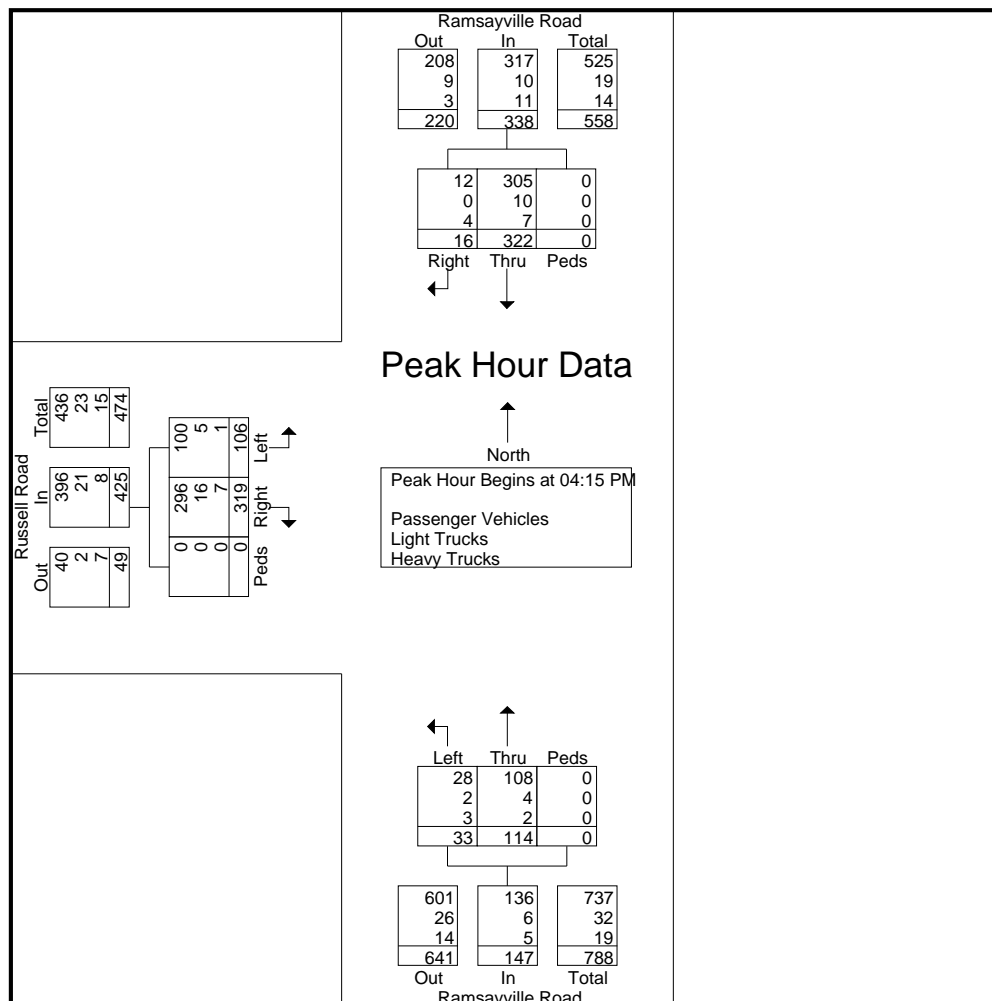 Ramsayville Road
Out In Total
208 317 525
9 10 19
3 11 14
220 338 558
12 305 0
0 10 0
4 7 0
16 322 0
Right Thru Peds
Peak Hour Data
North
Peak Hour Begins at 04:15 PM
Passenger Vehicles
Light Trucks
Heavy Trucks
Russell Road
Out In Total
40 396 436
2 21 23
7 8 15
49 425 474
0 296 100
0 16 5
0 7 1
0 319 106
Peds Right Left
Left Thru Peds
28 108 0
2 4 0
3 2 0
33 114 0
601 136 737
26 6 32
14 5 19
641 147 788
Out In Total
Ramsayville Road